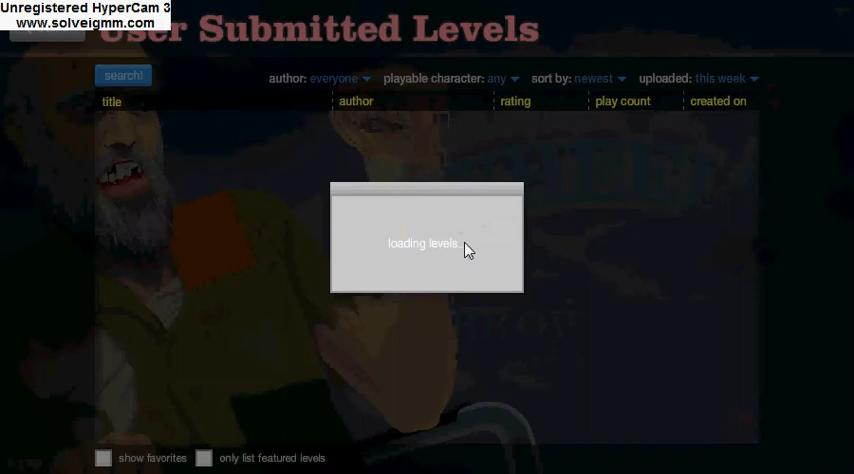 Unregistered HyperCam 3
www.solveigmm.com
User Submitted Levels
search!
author: everyone playable character: any sort by: newest uploaded: this week
title author rating play count created on
loading levels...
show favorites only list featured levels